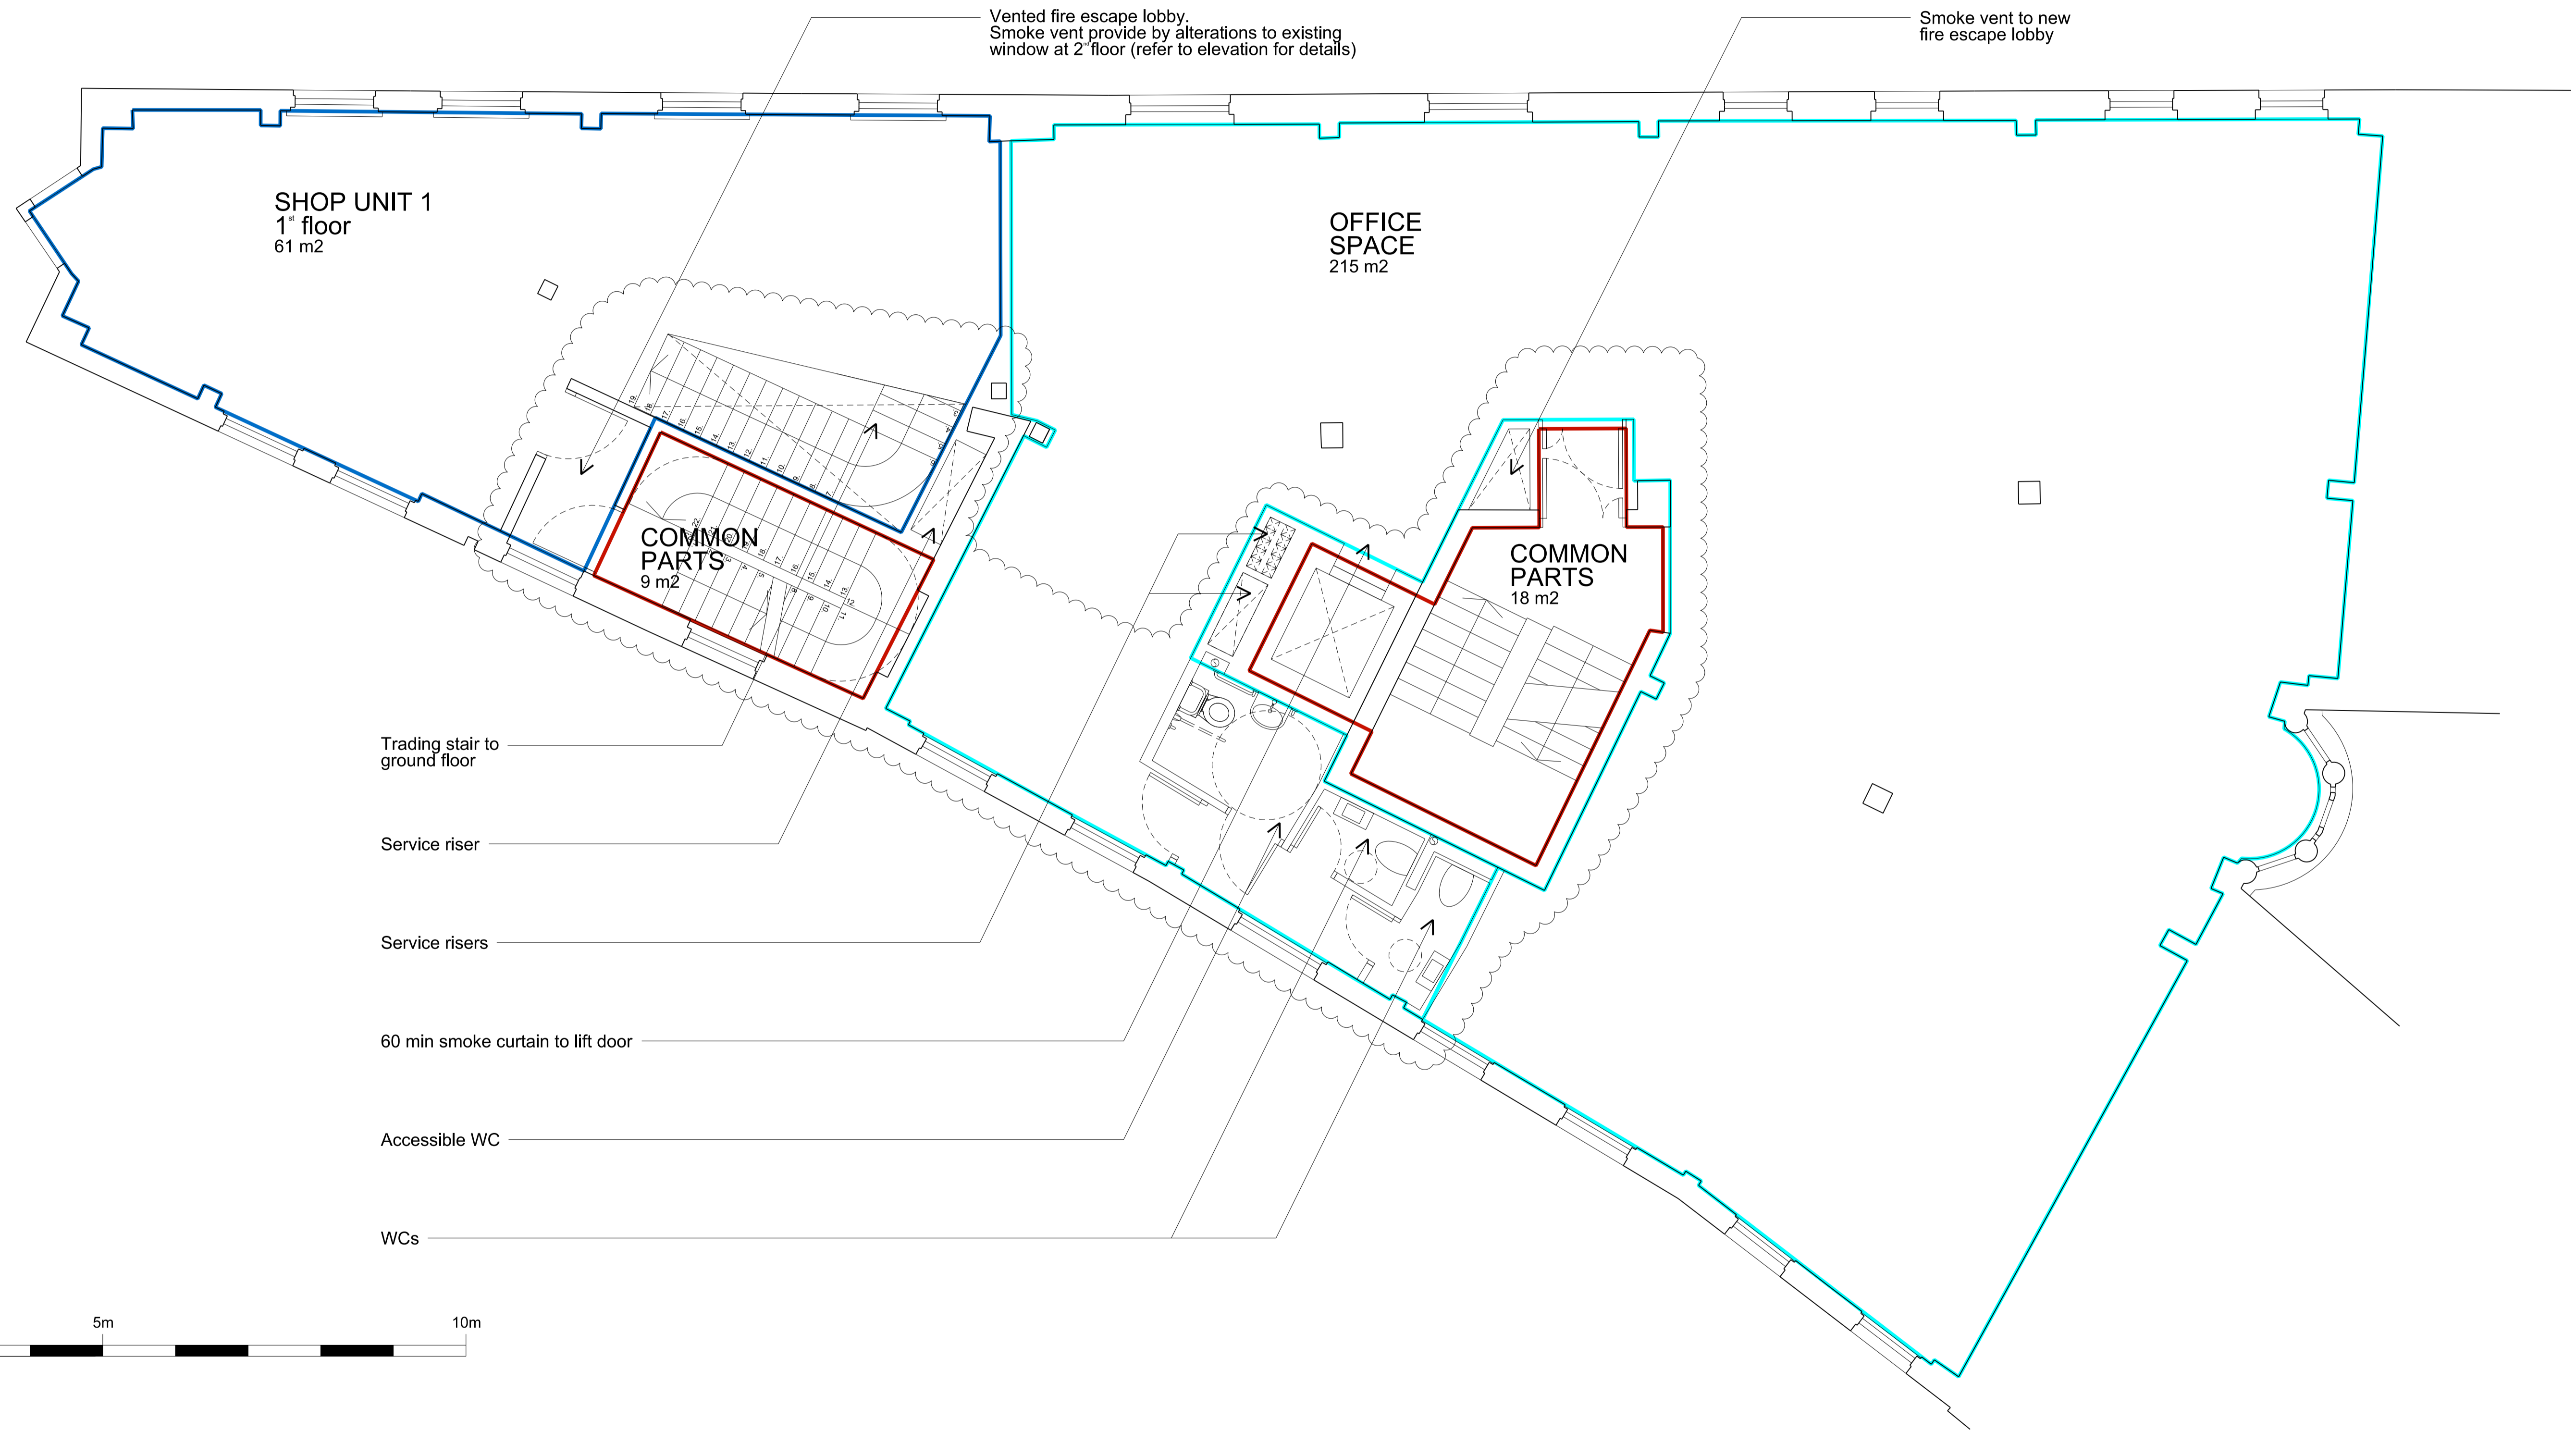 Vented fire escape lobby.
Smoke vent provide by alterations to existing
window at 2nd floor (refer to elevation for details)
Smoke vent to new
fire escape lobby
SHOP UNIT 1
1st floor
61 m2
OFFICE
SPACE
215 m2
COMMON
PARTS
9 m2
COMMON
PARTS
18 m2
Trading stair to
ground floor
Service riser
Service risers
60 min smoke curtain to lift door
Accessible WC
WCs
5m
10m